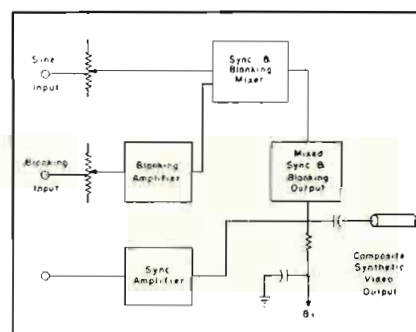 Sine
Input
Sync &
Blanking
Mixer
Blanking
Input
Blanking
Amplifier
Mixed
Sync &
Blanking
Output
Sync
Amplifier
Composite
Synthetic
Video
Output
B+